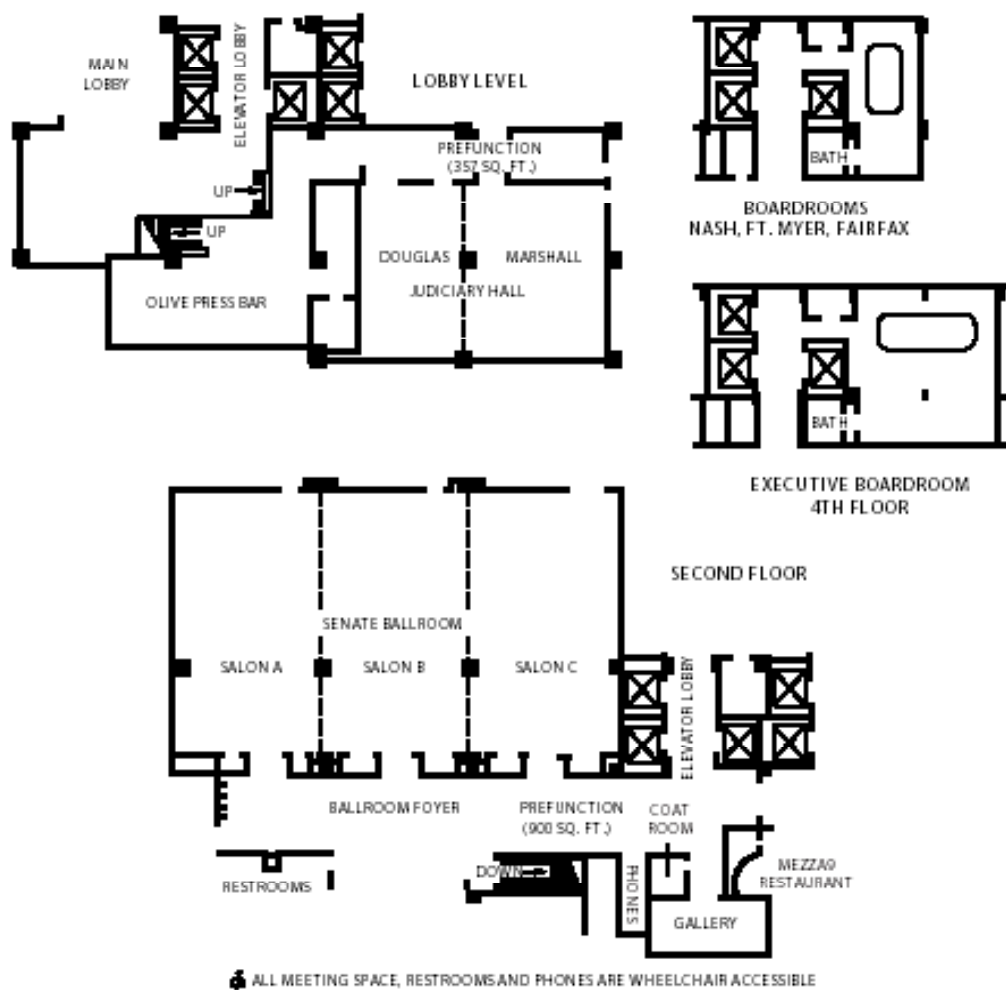 MAIN
LOBBY
ELEVATOR LOBBY
LOBBY LEVEL
PREFUNCTION
(357 SQ. FT.)
UP
UP
DOUGLAS
MARSHALL
JUDICIARY HALL
OLIVE PRESS BAR
BATH
BOARDROOMS
NASH, FT. MYER, FAIRFAX
BATH
EXECUTIVE BOARDROOM
4TH FLOOR
SECOND FLOOR
SENATE BALLROOM
SALON A
SALON B
SALON C
ELEVATOR LOBBY
BALLROOM FOYER
PREFUNCTION
(900 SQ. FT.)
COAT
ROOM
RESTROOMS
DOWN
PHONES
MEZZA9
RESTAURANT
GALLERY
ALL MEETING SPACE, RESTROOMS AND PHONES ARE WHEELCHAIR ACCESSIBLE